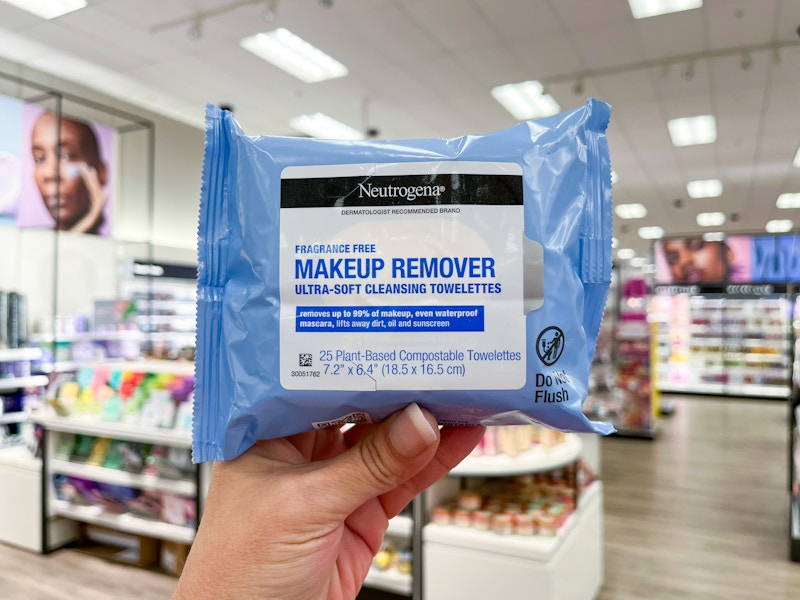 Neutrogena®
DERMATOLOGIST RECOMMENDED BRAND
FRAGRANCE FREE
MAKEUP REMOVER
ULTRA-SOFT CLEANSING TOWELETTES
removes up to 99% of makeup, even waterproof
mascara, lifts away dirt, oil and sunscreen
25 Plant-Based Compostable Towelettes
30051762
7.2" x 6.4" (18.5 x 16.5 cm)
Do Not
Flush